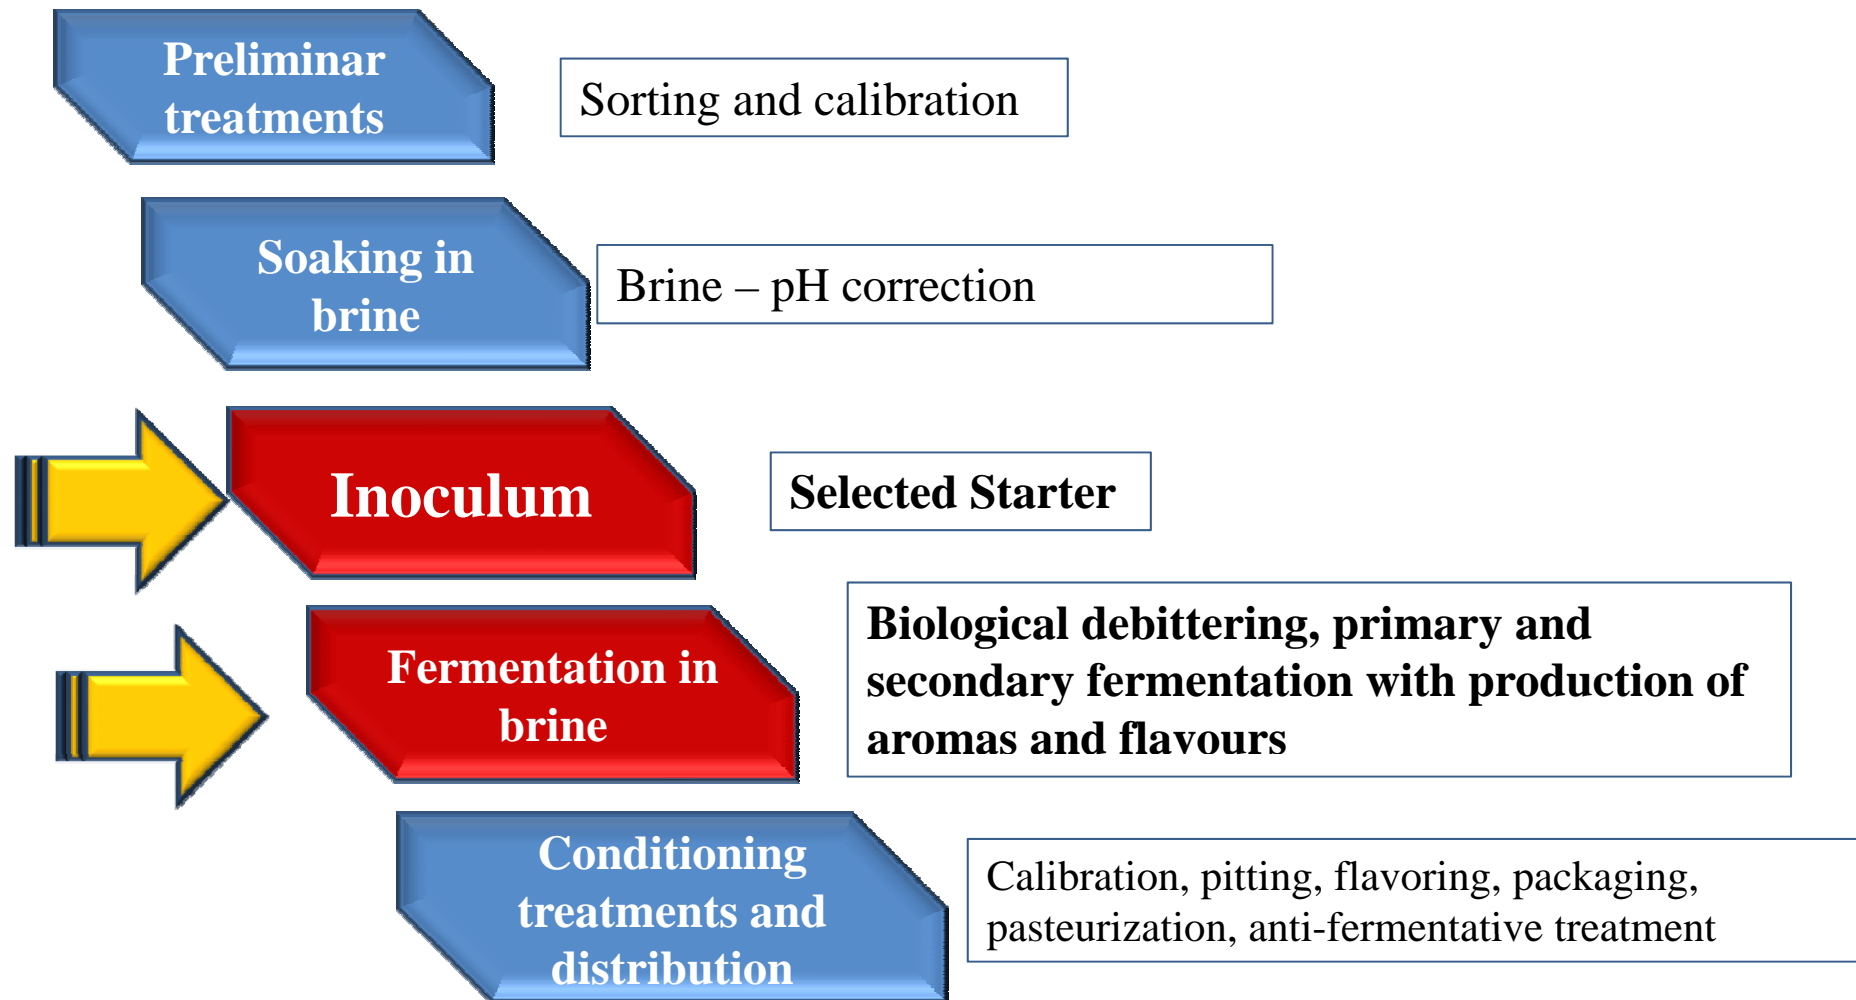 Preliminar
treatments
Sorting and calibration
Soaking in
brine
Brine – pH correction
Inoculum
Selected Starter
Fermentation in
brine
Biological debittering, primary and
secondary fermentation with production of
aromas and flavours
Conditioning
treatments and
distribution
Calibration, pitting, flavoring, packaging,
pasteurization, anti-fermentative treatment